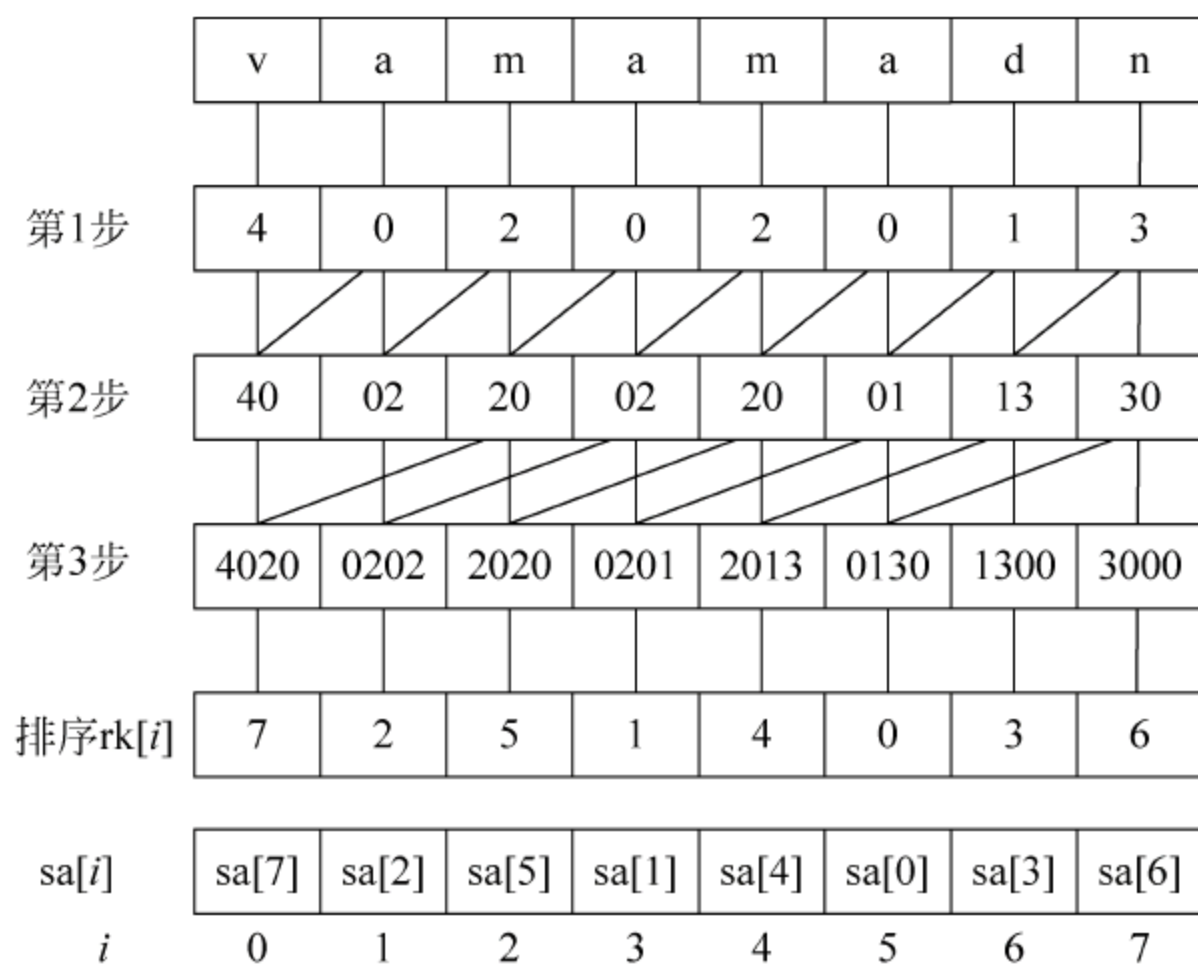 v a m a m a d n
第1步 4 0 2 0 2 0 1 3
第2步 40 02 20 02 20 01 13 30
第3步 4020 0202 2020 0201 2013 0130 1300 3000
排序rk[i] 7 2 5 1 4 0 3 6
sa[i] sa[7] sa[2] sa[5] sa[1] sa[4] sa[0] sa[3] sa[6]
i 0 1 2 3 4 5 6 7